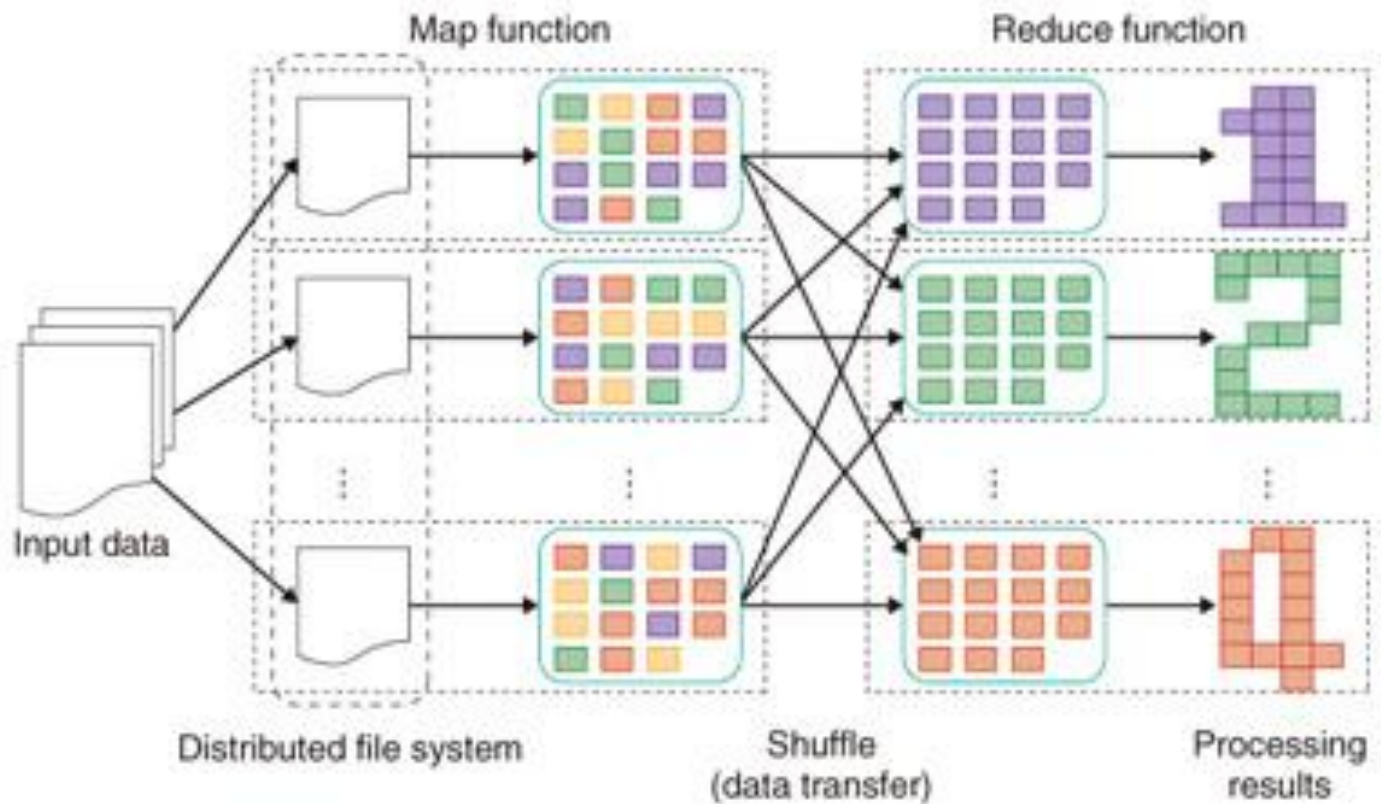 Map function
Reduce function
Input data
Distributed file system
Shuffle
(data transfer)
Processing
results